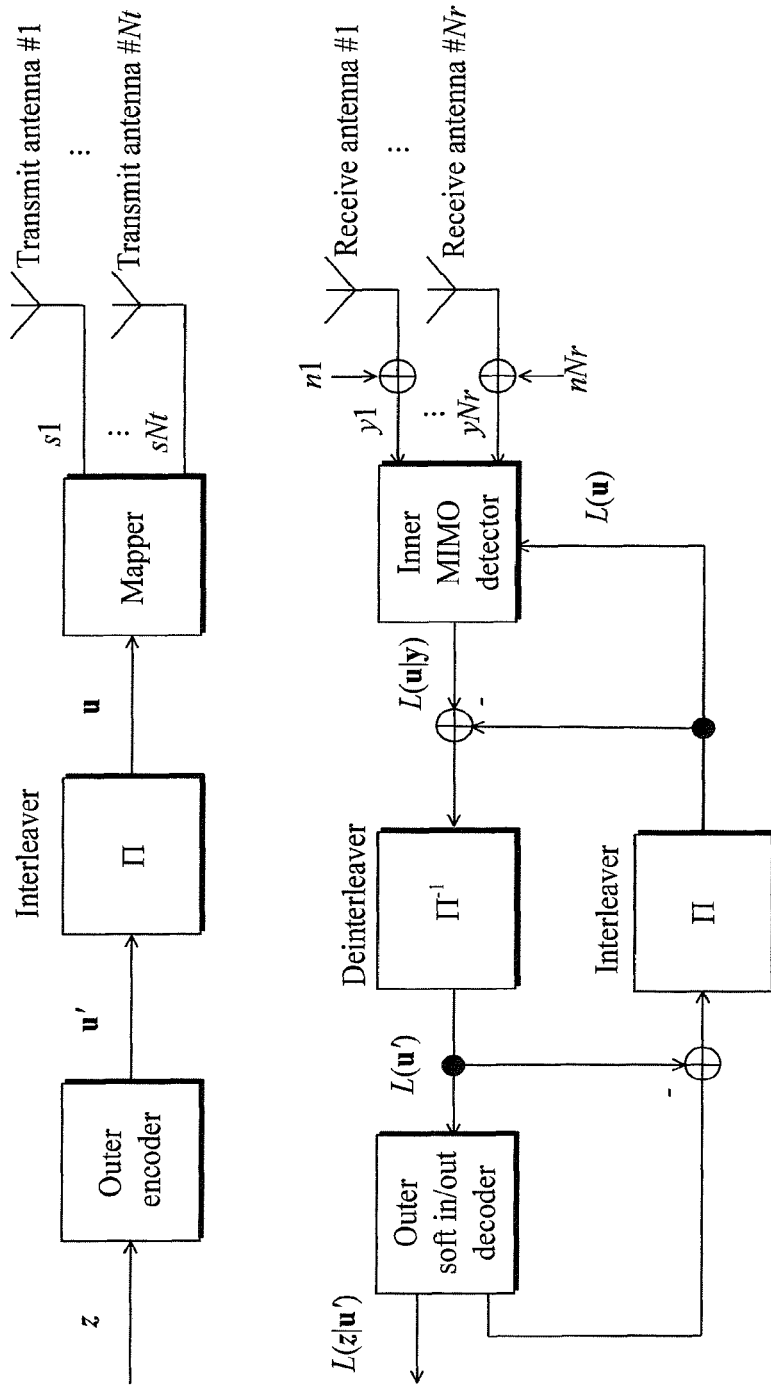 Transmit antenna #1
⋮
Transmit antenna #Nt
s1
⋮
sNt
Mapper
u
Interleaver
Π
u'
Outer
encoder
z
Receive antenna #1
⋮
Receive antenna #Nr
n1
nNr
y1
⋮
yNr
Inner
MIMO
detector
L(u)
L(u|y)
-
Deinterleaver
Π-1
Interleaver
Π
L(u')
-
Outer
soft in/out
decoder
L(z|u')